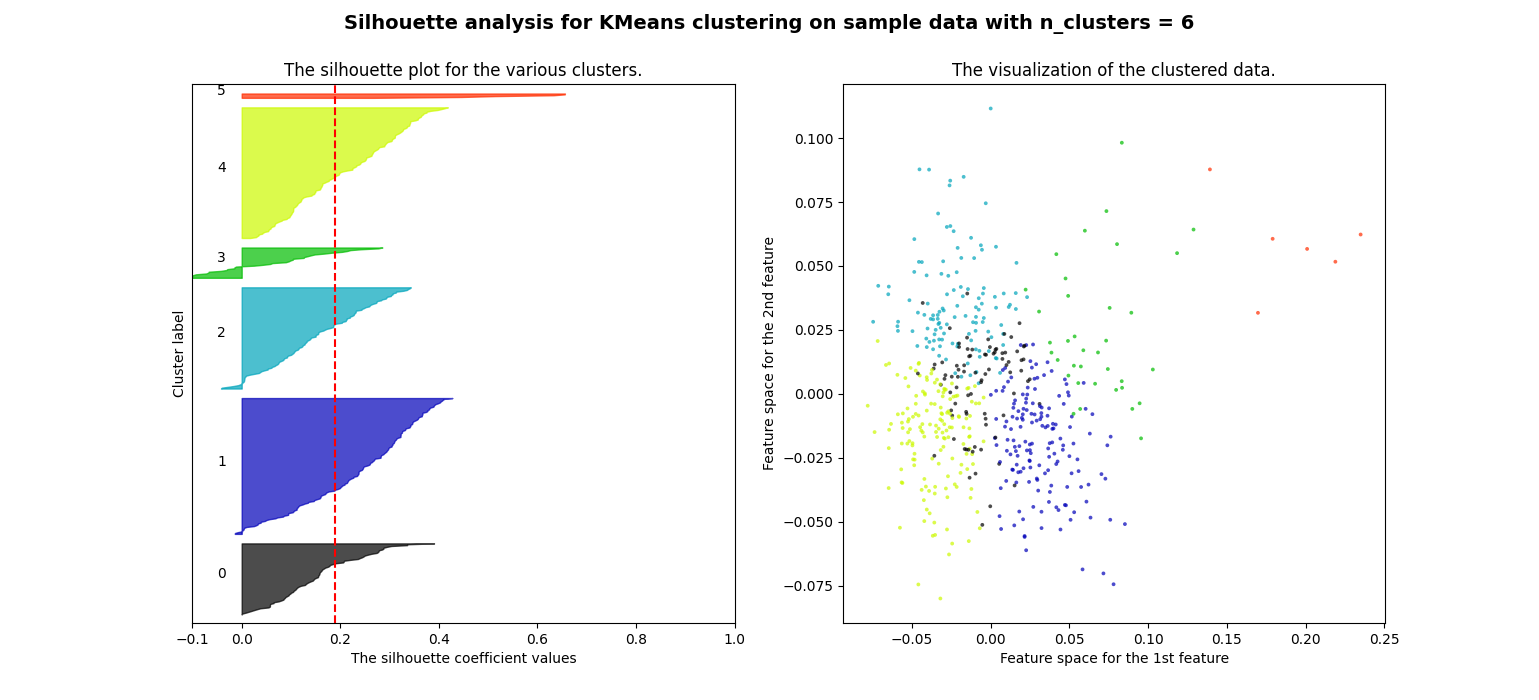 Silhouette analysis for KMeans clustering on sample data with n_clusters = 6
The silhouette plot for the various clusters.
5
4
3
2
1
0
Cluster label
−0.1 0.0 0.2 0.4 0.6 0.8 1.0
The silhouette coefficient values
The visualization of the clustered data.
0.100
0.075
0.050
0.025
0.000
−0.025
−0.050
−0.075
Feature space for the 2nd feature
−0.05 0.00 0.05 0.10 0.15 0.20 0.25
Feature space for the 1st feature